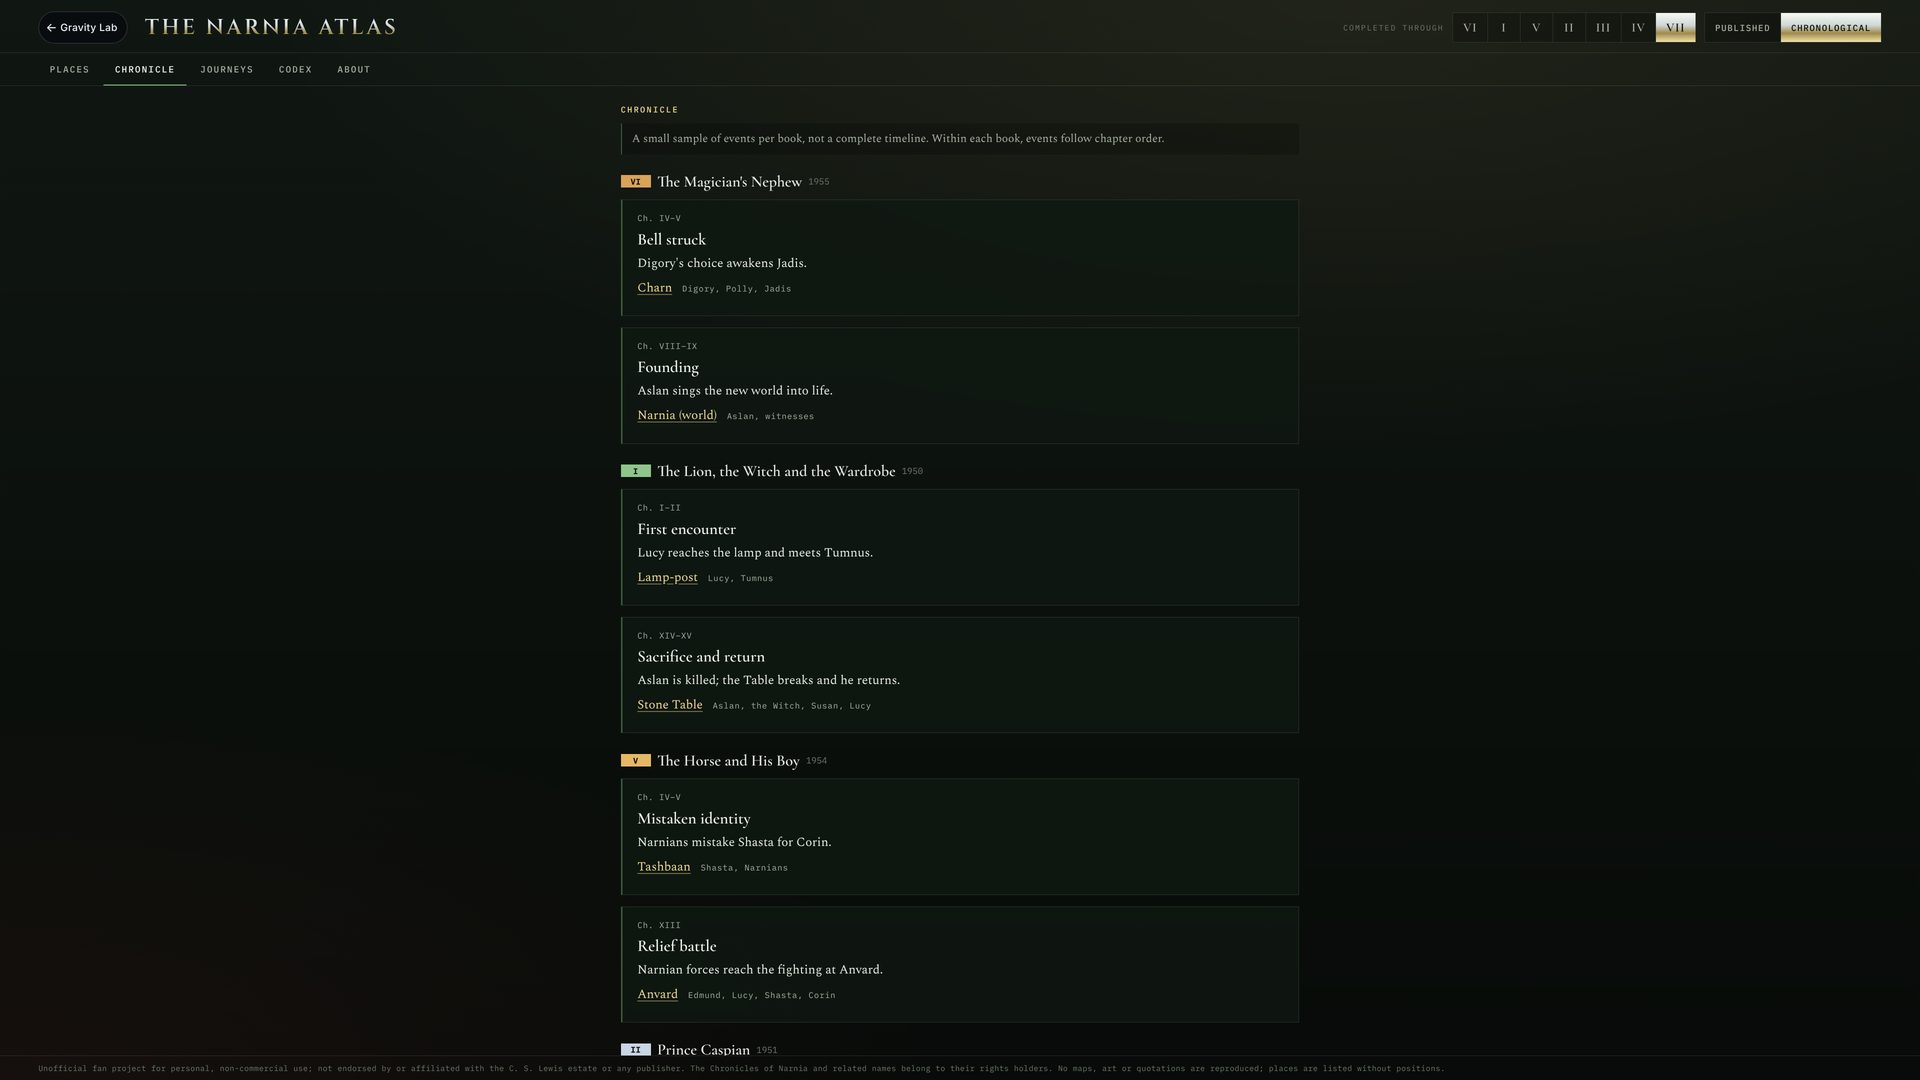 ← Gravity Lab
THE NARNIA ATLAS
COMPLETED THROUGH VI I V II III IV VII PUBLISHED CHRONOLOGICAL
PLACES CHRONICLE JOURNEYS CODEX ABOUT
CHRONICLE
A small sample of events per book, not a complete timeline. Within each book, events follow chapter order.
VI The Magician's Nephew 1955
Ch. IV–V
Bell struck
Digory's choice awakens Jadis.
Charn Digory, Polly, Jadis
Ch. VIII–IX
Founding
Aslan sings the new world into life.
Narnia (world) Aslan, witnesses
I The Lion, the Witch and the Wardrobe 1950
Ch. I–II
First encounter
Lucy reaches the lamp and meets Tumnus.
Lamp-post Lucy, Tumnus
Ch. XIV–XV
Sacrifice and return
Aslan is killed; the Table breaks and he returns.
Stone Table Aslan, the Witch, Susan, Lucy
V The Horse and His Boy 1954
Ch. IV–V
Mistaken identity
Narnians mistake Shasta for Corin.
Tashbaan Shasta, Narnians
Ch. XIII
Relief battle
Narnian forces reach the fighting at Anvard.
Anvard Edmund, Lucy, Shasta, Corin
II Prince Caspian 1951
Unofficial fan project for personal, non-commercial use; not endorsed by or affiliated with the C. S. Lewis estate or any publisher. The Chronicles of Narnia and related names belong to their rights holders. No maps, art or quotations are reproduced; places are listed without positions.